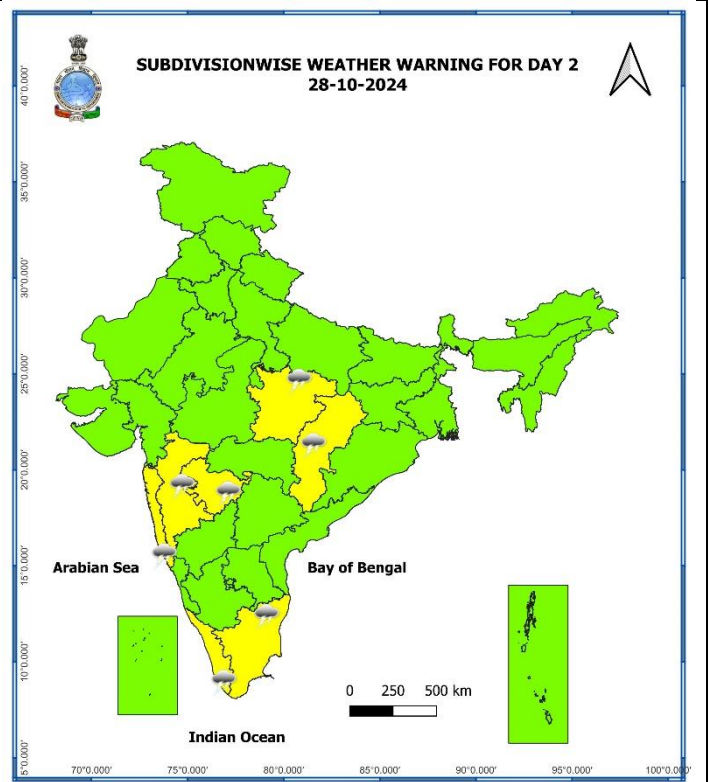 SUBDIVISIONWISE WEATHER WARNING FOR DAY 2
28-10-2024
40°0.000'
35°0.000'
30°0.000'
25°0.000'
20°0.000'
15°0.000'
10°0.000'
5°0.000'
Arabian Sea
Bay of Bengal
0 250 500 km
Indian Ocean
70°0.000' 75°0.000' 80°0.000' 85°0.000' 90°0.000' 95°0.000' 100°0.000'